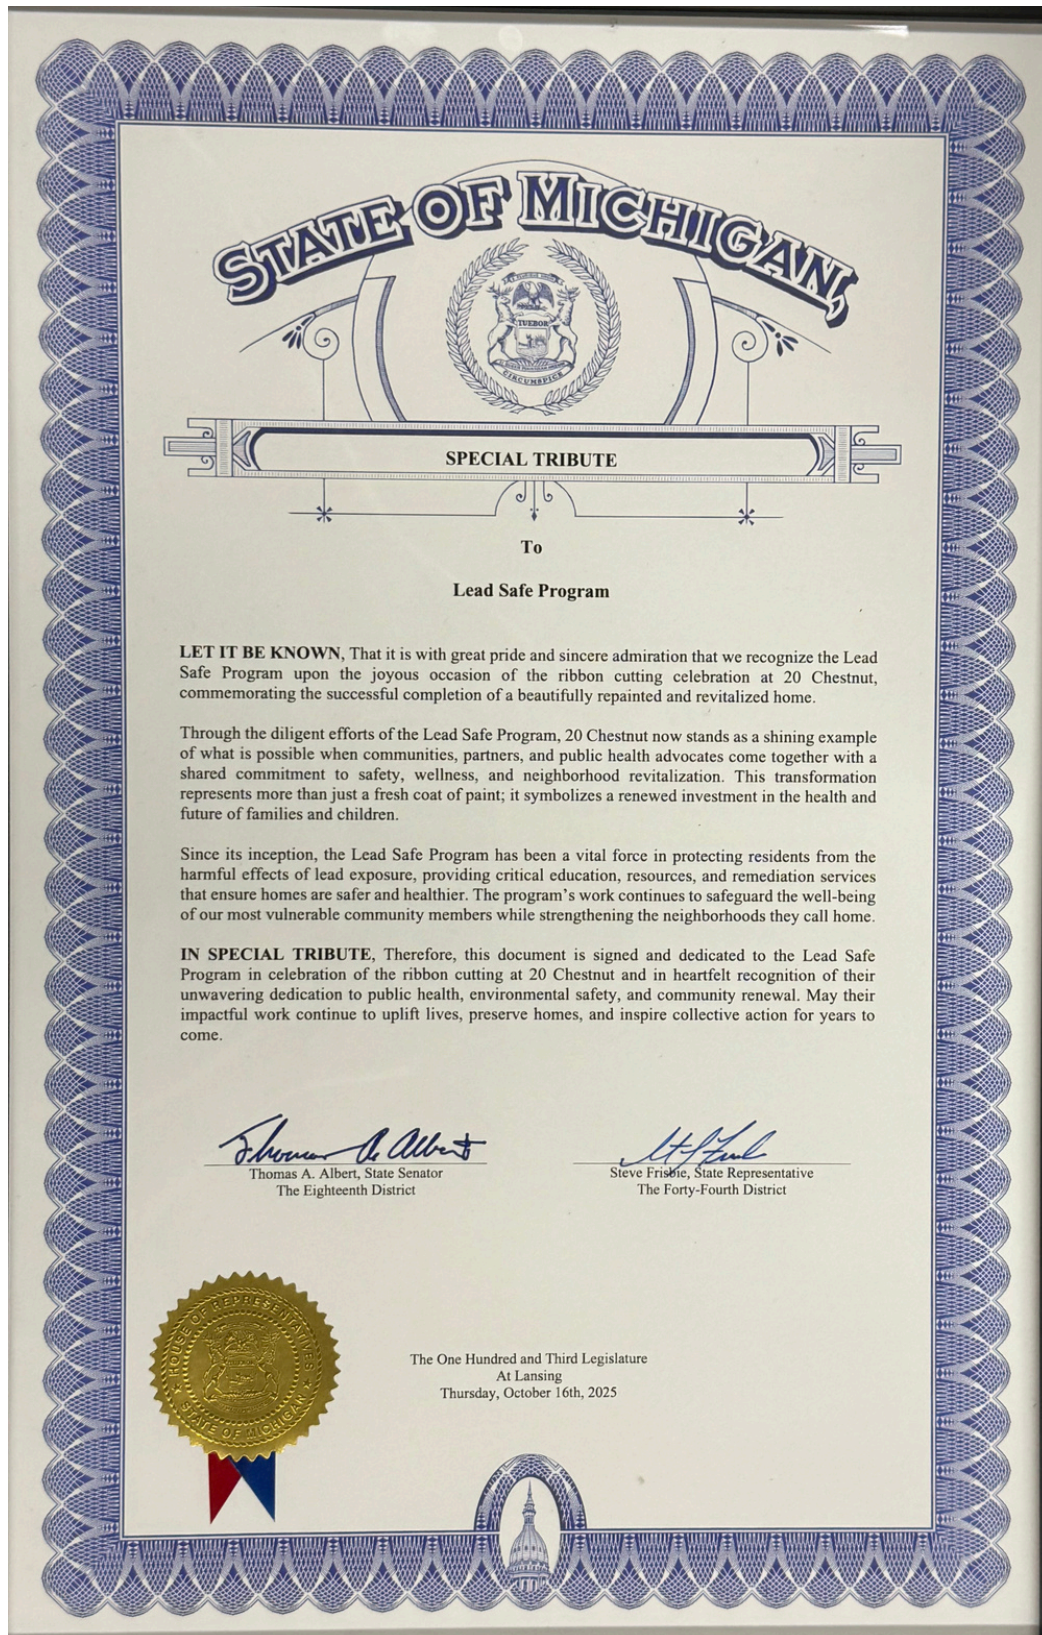 STATE OF MICHIGAN,
TUEBOR
CIRCUMSPICE
SPECIAL TRIBUTE
To
Lead Safe Program
LET IT BE KNOWN, That it is with great pride and sincere admiration that we recognize the Lead
Safe Program upon the joyous occasion of the ribbon cutting celebration at 20 Chestnut,
commemorating the successful completion of a beautifully repainted and revitalized home.
Through the diligent efforts of the Lead Safe Program, 20 Chestnut now stands as a shining example
of what is possible when communities, partners, and public health advocates come together with a
shared commitment to safety, wellness, and neighborhood revitalization. This transformation
represents more than just a fresh coat of paint; it symbolizes a renewed investment in the health and
future of families and children.
Since its inception, the Lead Safe Program has been a vital force in protecting residents from the
harmful effects of lead exposure, providing critical education, resources, and remediation services
that ensure homes are safer and healthier. The program’s work continues to safeguard the well-being
of our most vulnerable community members while strengthening the neighborhoods they call home.
IN SPECIAL TRIBUTE, Therefore, this document is signed and dedicated to the Lead Safe
Program in celebration of the ribbon cutting at 20 Chestnut and in heartfelt recognition of their
unwavering dedication to public health, environmental safety, and community renewal. May their
impactful work continue to uplift lives, preserve homes, and inspire collective action for years to
come.
Thomas A. Albert
Thomas A. Albert, State Senator
The Eighteenth District
Steve Frisbie, State Representative
The Forty-Fourth District
HOUSE OF REPRESENTATIVES
STATE OF MICHIGAN
The One Hundred and Third Legislature
At Lansing
Thursday, October 16th, 2025